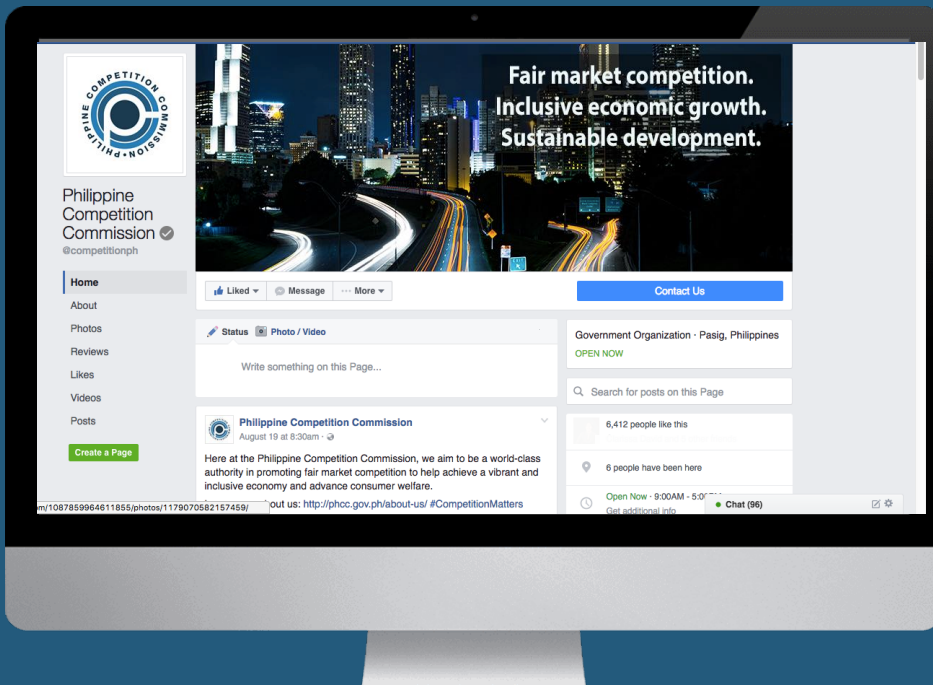 PHILIPPINE COMPETITION COMMISSION
Fair market competition.
Inclusive economic growth.
Sustainable development.
Philippine
Competition
Commission
@competitionph
Home
About
Photos
Reviews
Likes
Videos
Posts
Create a Page
Liked
Message
··· More
Contact Us
Status
Photo / Video
Write something on this Page...
Government Organization · Pasig, Philippines
OPEN NOW
Search for posts on this Page
Philippine Competition Commission
August 19 at 8:30am ·
Here at the Philippine Competition Commission, we aim to be a world-class
authority in promoting fair market competition to help achieve a vibrant and
inclusive economy and advance consumer welfare.
out us: http://phcc.gov.ph/about-us/ #CompetitionMatters
6,412 people like this
6 people have been here
Open Now · 9:00AM - 5:0
Get additional info
Chat (96)
om/1087859964611855/photos/1179070582157459/